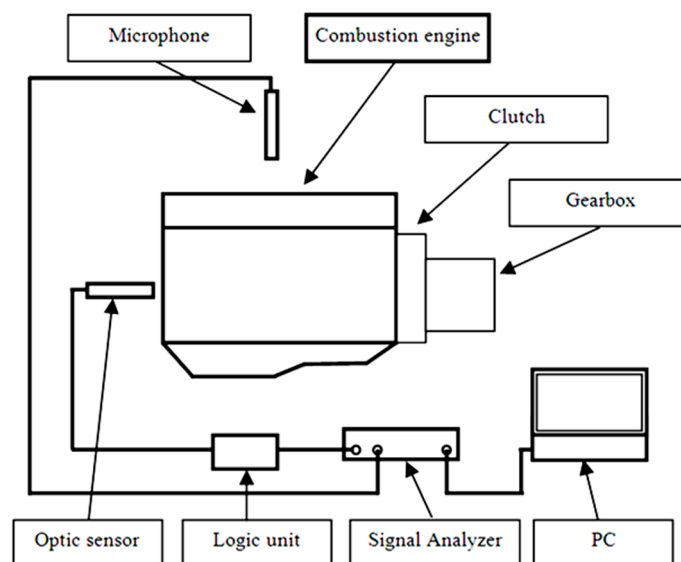 Microphone
Combustion engine
Clutch
Gearbox
Optic sensor
Logic unit
Signal Analyzer
PC